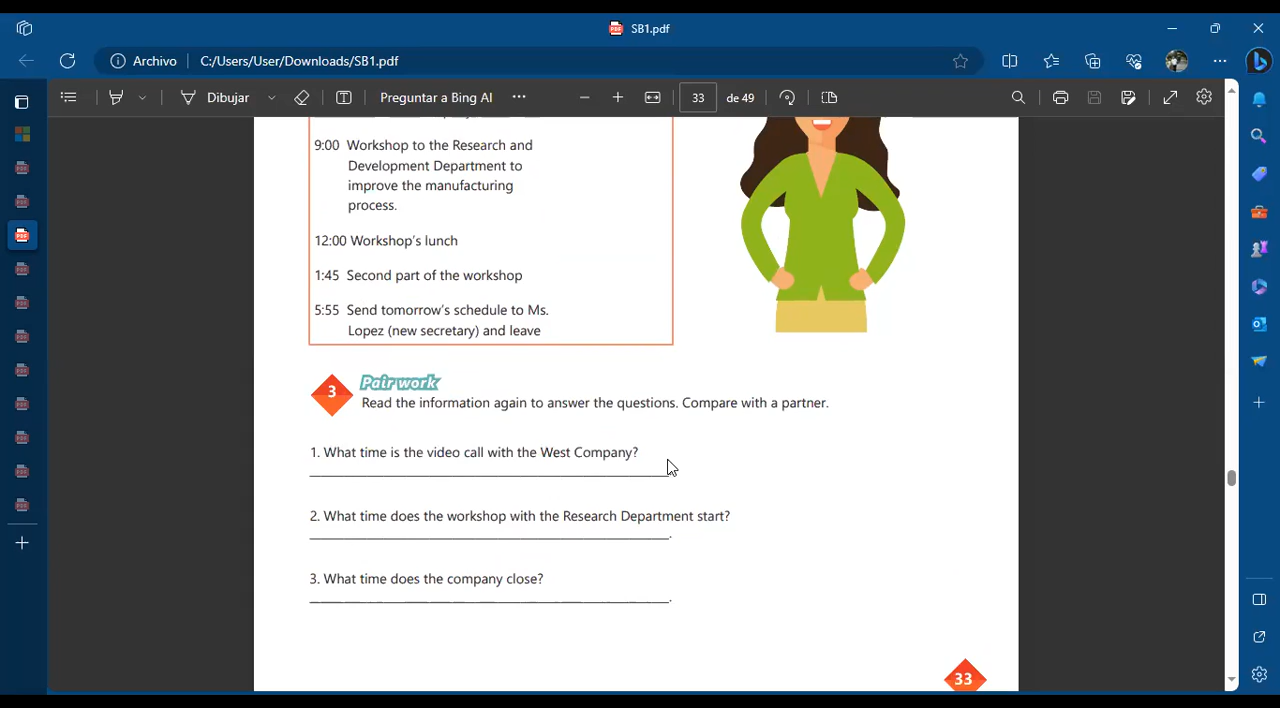 SB1.pdf
Archivo C:/Users/User/Downloads/SB1.pdf
Dibujar Preguntar a Bing AI 33 de 49
9:00 Workshop to the Research and
Development Department to
improve the manufacturing
process.
12:00 Workshop's lunch
1:45 Second part of the workshop
5:55 Send tomorrow's schedule to Ms.
Lopez (new secretary) and leave
3 Pair work
Read the information again to answer the questions. Compare with a partner.
1. What time is the video call with the West Company?
2. What time does the workshop with the Research Department start?
3. What time does the company close?
33